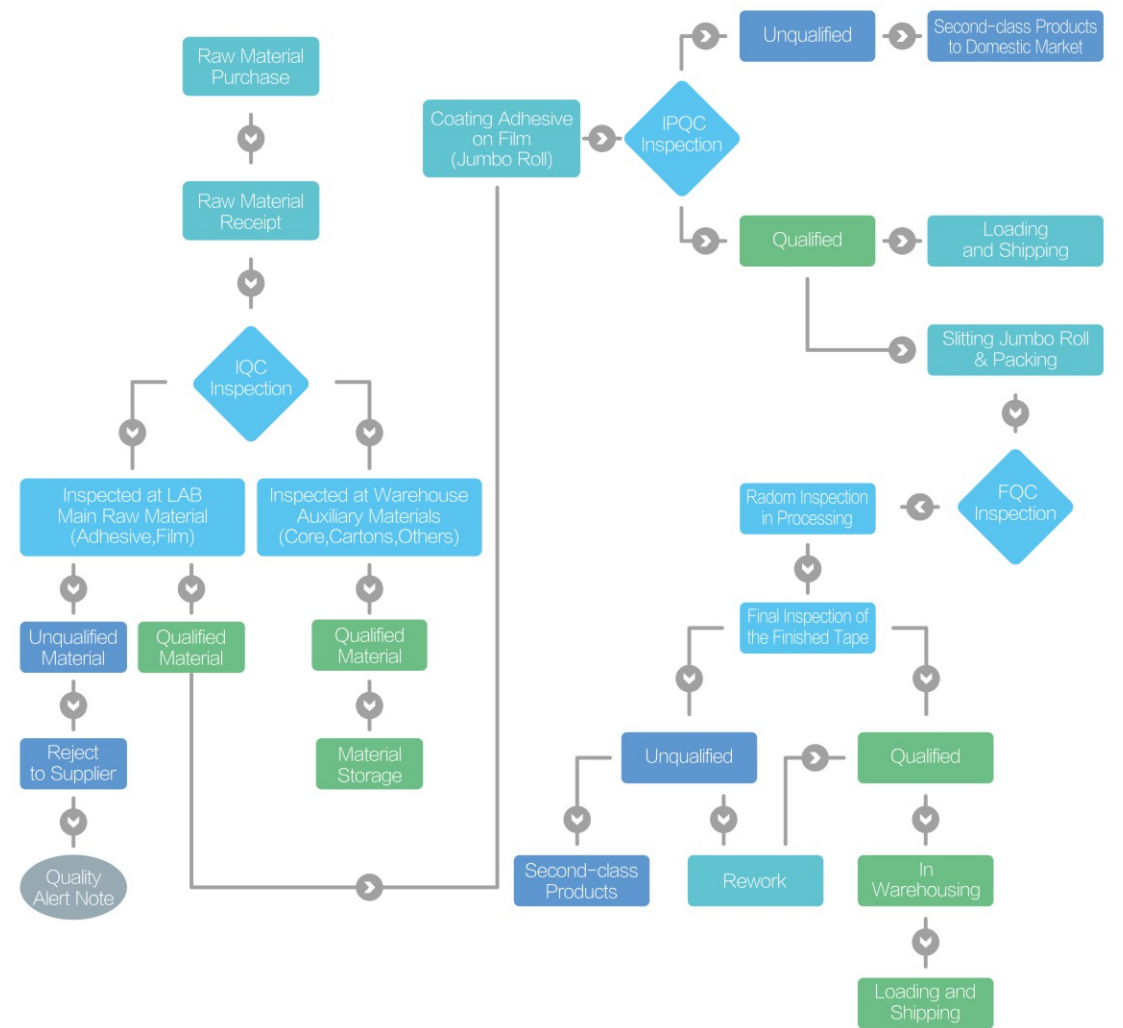 Raw Material
Purchase
Raw Material
Receipt
IQC
Inspection
Inspected at LAB
Main Raw Material
(Adhesive,Film)
Inspected at Warehouse
Auxiliary Materials
(Core,Cartons,Others)
Unqualified
Material
Qualified
Material
Qualified
Material
Reject
to Supplier
Material
Storage
Quality
Alert Note
Coating Adhesive
on Film
(Jumbo Roll)
IPQC
Inspection
Unqualified
Second-class Products
to Domestic Market
Qualified
Loading
and Shipping
Slitting Jumbo Roll
& Packing
FQC
Inspection
Radom Inspection
in Processing
Final Inspection of
the Finished Tape
Unqualified
Qualified
Second-class
Products
Rework
In
Warehousing
Loading and
Shipping